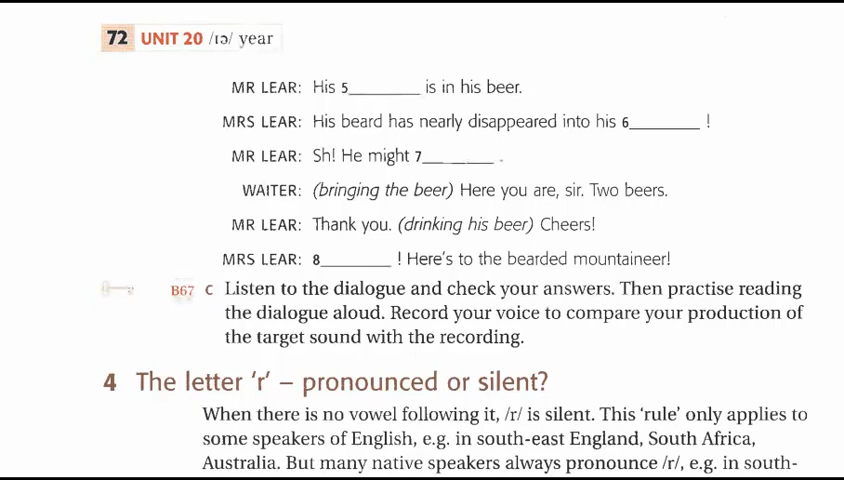 72 UNIT 20 /ɪə/ year
MR LEAR: His 5________ is in his beer.
MRS LEAR: His beard has nearly disappeared into his 6________ !
MR LEAR: Sh! He might 7________ .
WAITER: (bringing the beer) Here you are, sir. Two beers.
MR LEAR: Thank you. (drinking his beer) Cheers!
MRS LEAR: 8________ ! Here's to the bearded mountaineer!
B67 c Listen to the dialogue and check your answers. Then practise reading
the dialogue aloud. Record your voice to compare your production of
the target sound with the recording.
4 The letter 'r' – pronounced or silent?
When there is no vowel following it, /r/ is silent. This 'rule' only applies to
some speakers of English, e.g. in south-east England, South Africa,
Australia. But many native speakers always pronounce /r/, e.g. in south-